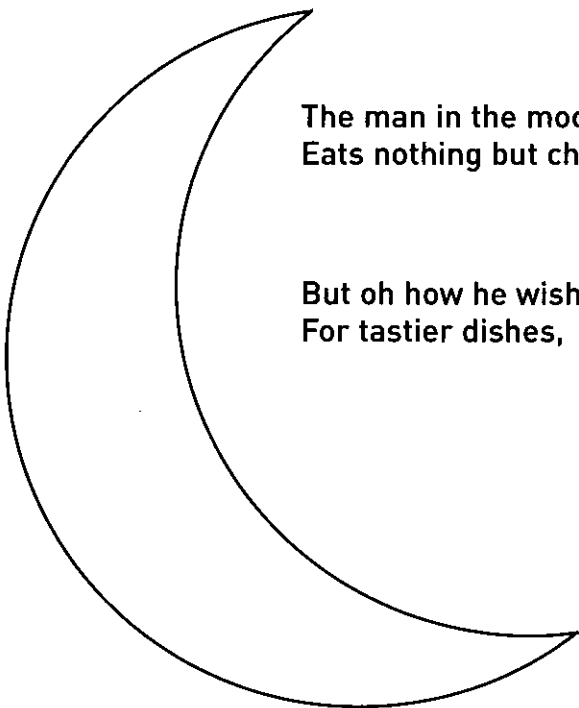 The man in the
Eats nothing but
But oh how he
For tastier dishes,